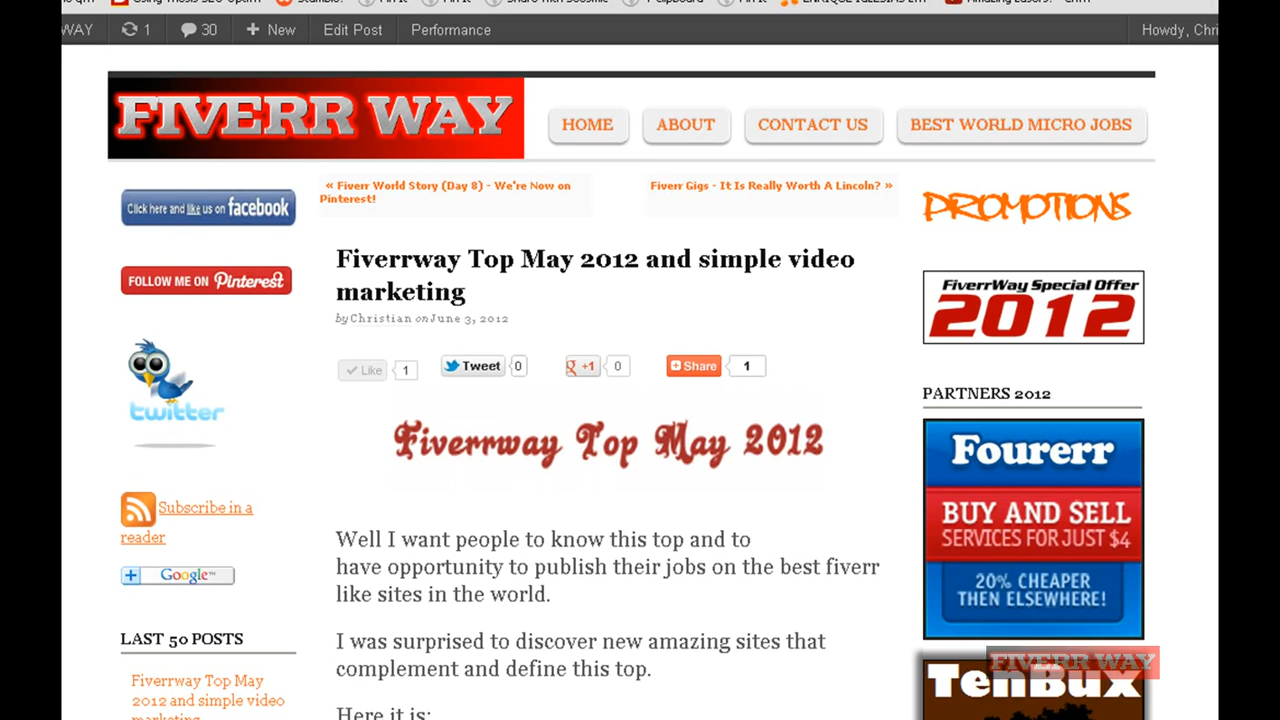 WAY 1 30 New Edit Post Performance Howdy, Chri
FIVERR WAY
HOME ABOUT CONTACT US BEST WORLD MICRO JOBS
Click here and like us on facebook
FOLLOW ME ON Pinterest
twitter
Subscribe in a
reader
Google™
LAST 50 POSTS
Fiverrway Top May
2012 and simple video
marketing
« Fiverr World Story (Day 8) - We're Now on
Pinterest!
Fiverr Gigs - It Is Really Worth A Lincoln? »
Fiverrway Top May 2012 and simple video
marketing
by Christian on June 3, 2012
Like 1 Tweet 0 +1 0 Share 1
Fiverrway Top May 2012
Well I want people to know this top and to
have opportunity to publish their jobs on the best fiverr
like sites in the world.
I was surprised to discover new amazing sites that
complement and define this top.
Here it is:
PROMOTIONS
FiverrWay Special Offer
2012
PARTNERS 2012
Fourerr
BUY AND SELL
SERVICES FOR JUST $4
20% CHEAPER
THEN ELSEWHERE!
FIVERR WAY
TenBux